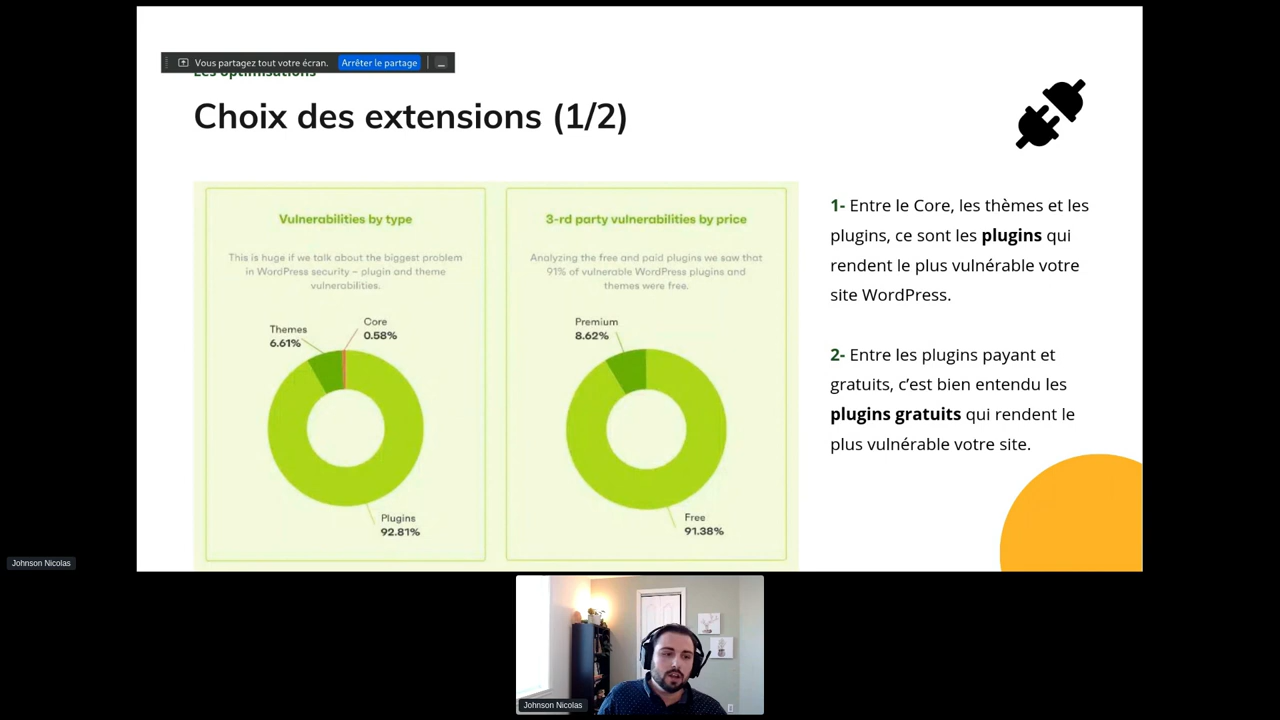 Vous partagez tout votre écran.
Arrêter le partage
Les optimisations
Choix des extensions (1/2)
Vulnerabilities by type
This is huge if we talk about the biggest problem
in WordPress security – plugin and theme
vulnerabilities.
Themes
6.61%
Core
0.58%
Plugins
92.81%
3-rd party vulnerabilities by price
Analyzing the free and paid plugins we saw that
91% of vulnerable WordPress plugins and
themes were free.
Premium
8.62%
Free
91.38%
1- Entre le Core, les thèmes et les
plugins, ce sont les plugins qui
rendent le plus vulnérable votre
site WordPress.
2- Entre les plugins payant et
gratuits, c’est bien entendu les
plugins gratuits qui rendent le
plus vulnérable votre site.
Johnson Nicolas
Johnson Nicolas